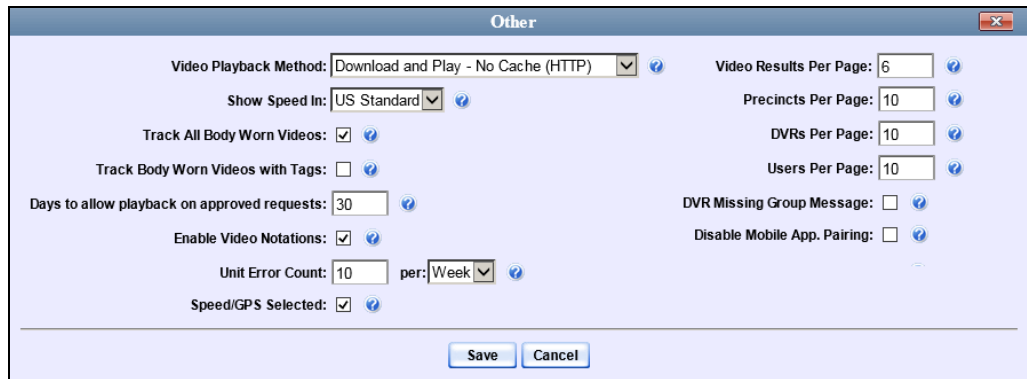 Other
Video Playback Method: Download and Play - No Cache (HTTP)
Show Speed In: US Standard
Track All Body Worn Videos:
Track Body Worn Videos with Tags:
Days to allow playback on approved requests: 30
Enable Video Notations:
Unit Error Count: 10 per: Week
Speed/GPS Selected:
Video Results Per Page: 6
Precincts Per Page: 10
DVRs Per Page: 10
Users Per Page: 10
DVR Missing Group Message:
Disable Mobile App. Pairing:
Save Cancel